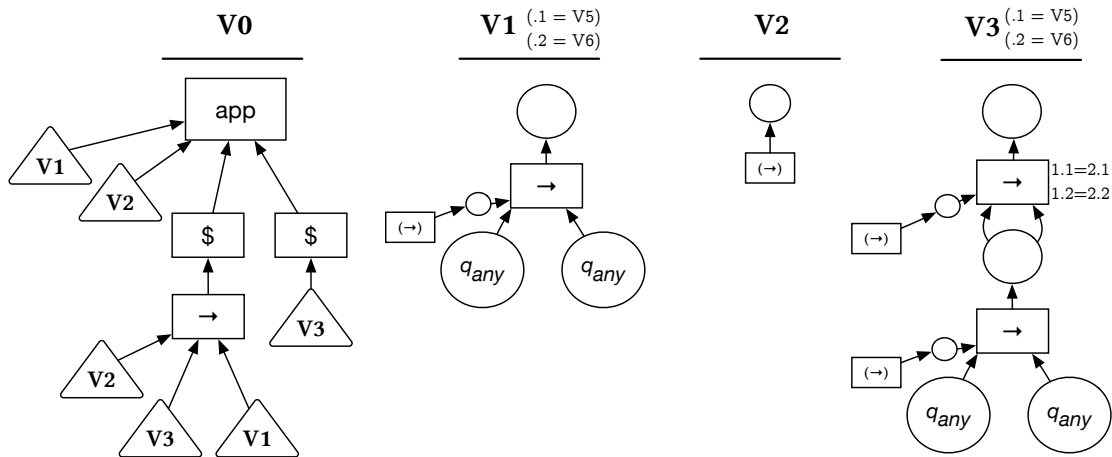 V0
V1 (.1 = V5)
(.2 = V6)
V2
V3 (.1 = V5)
(.2 = V6)
app
V1
V2
$
$
→
V3
V2
V3
V1
→
(→)
q_any
q_any
(→)
→
1.1=2.1
1.2=2.2
(→)
→
(→)
q_any
q_any